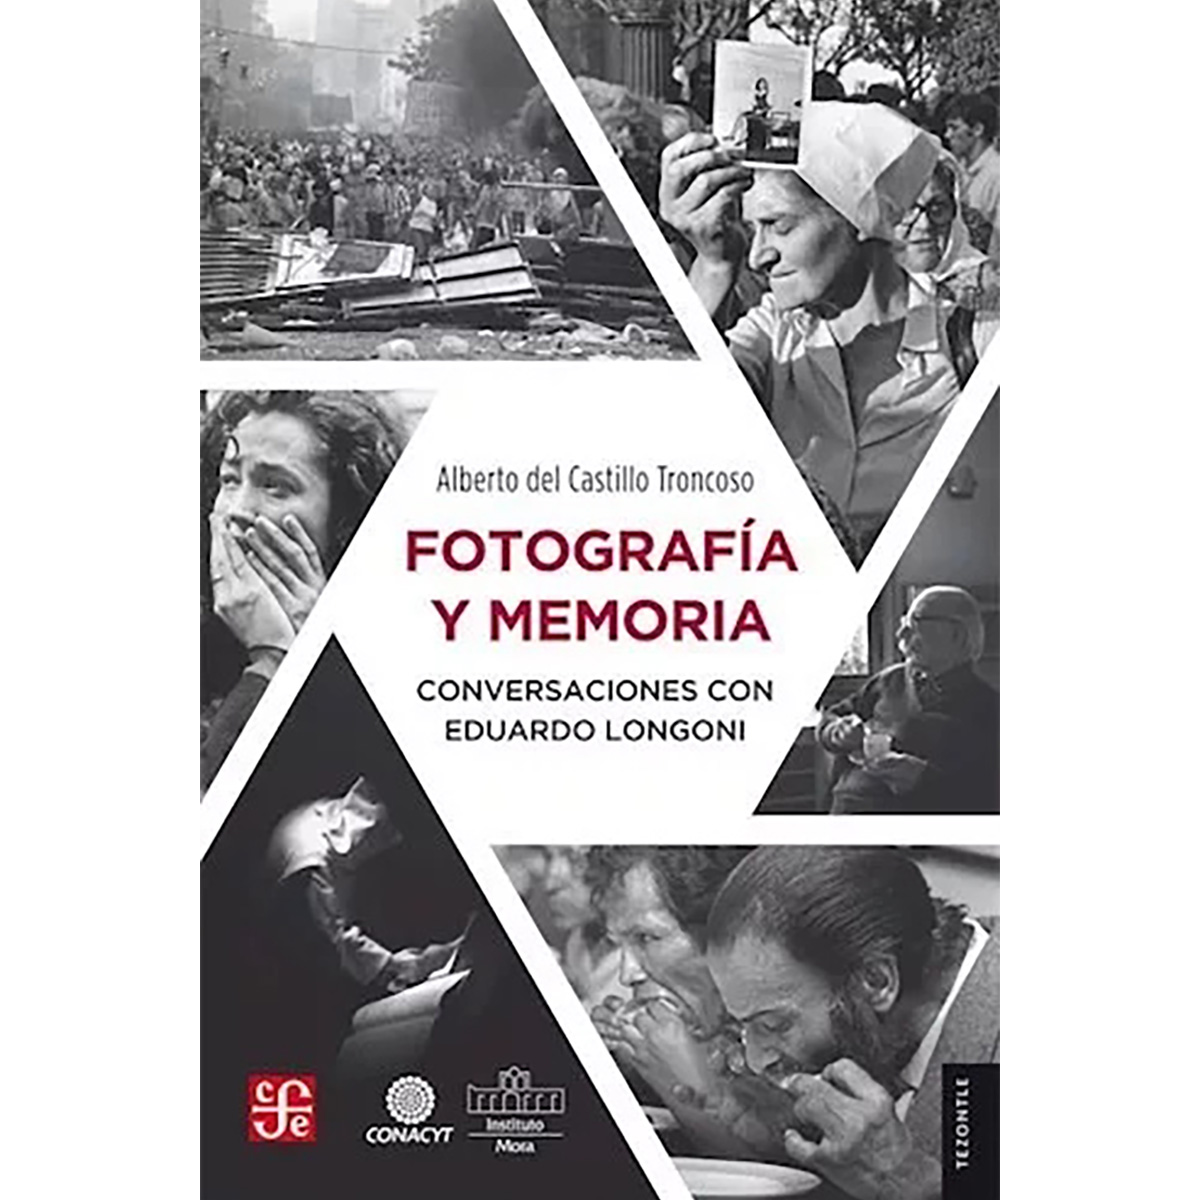 Alberto del Castillo Troncoso
FOTOGRAFÍA
Y MEMORIA
CONVERSACIONES CON
EDUARDO LONGONI
cfe
CONACYT
Instituto
Mora
TEZONTLE